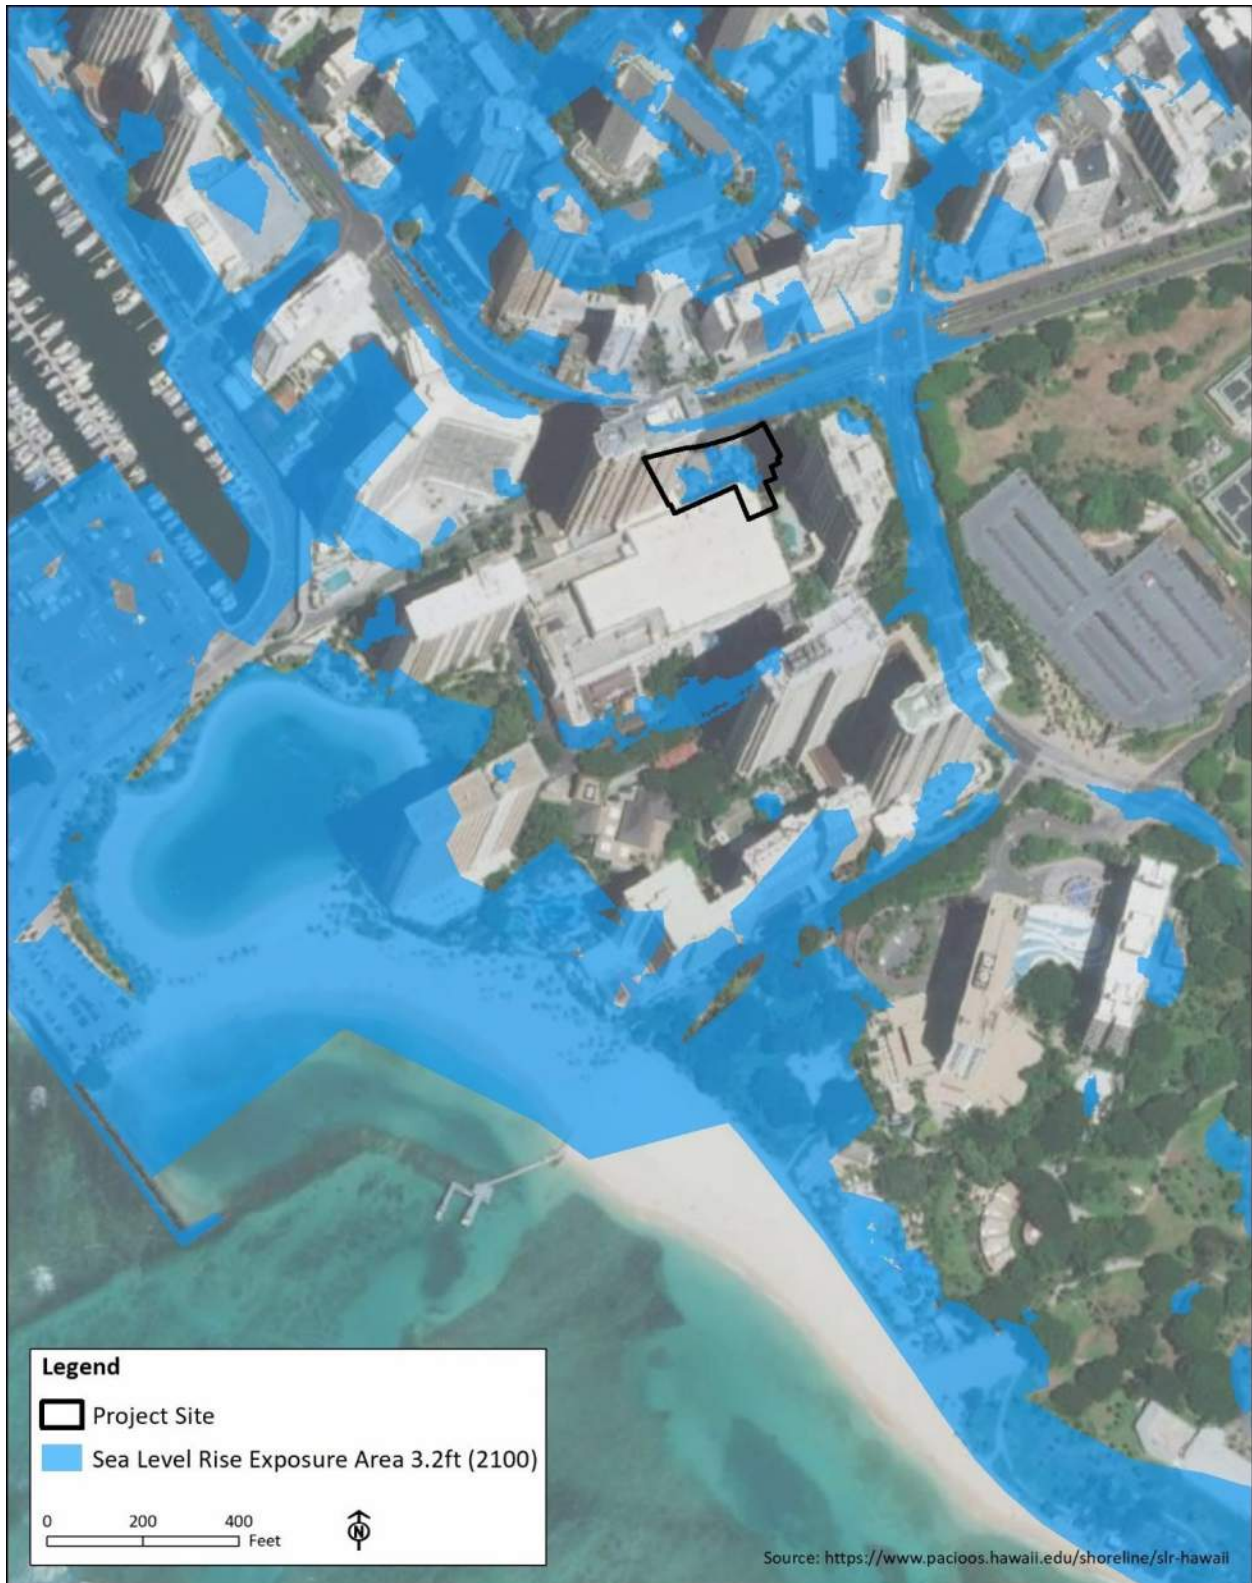 Legend
Project Site
Sea Level Rise Exposure Area 3.2ft (2100)
0 200 400
Feet
N
Source: https://www.pacioos.hawaii.edu/shoreline/slr-hawaii